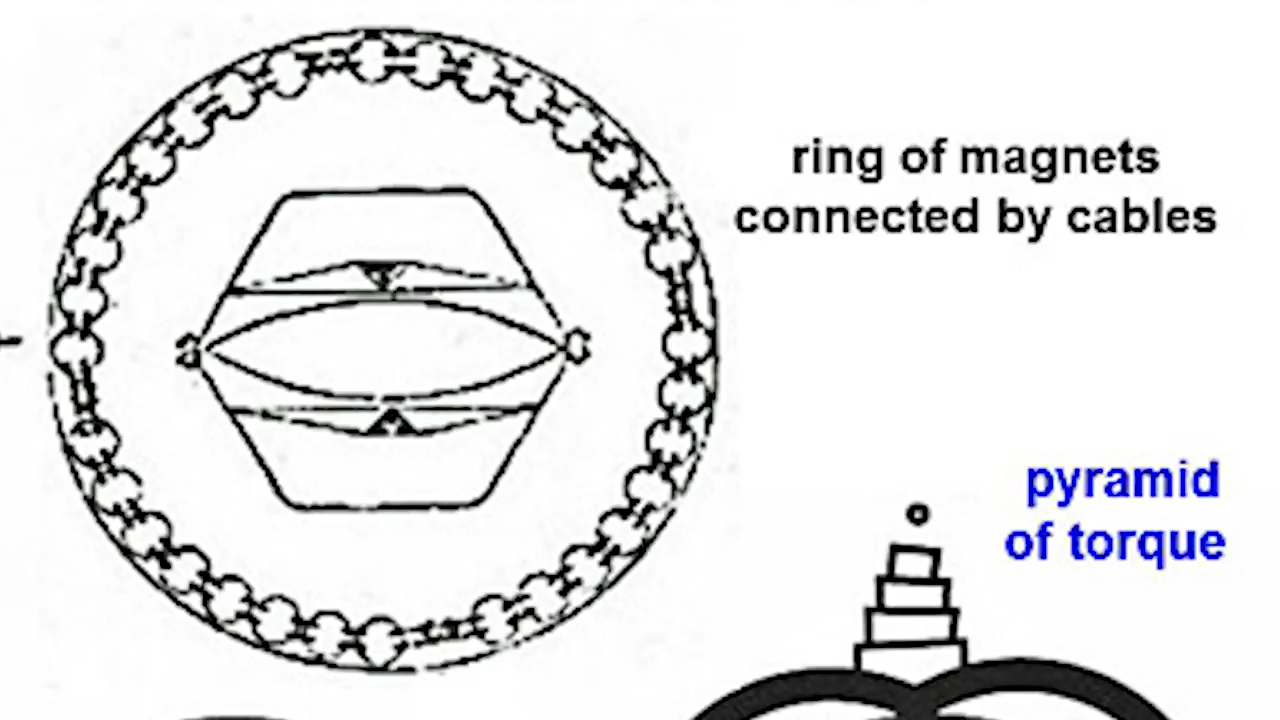 ring of magnets
connected by cables
pyramid
of torque